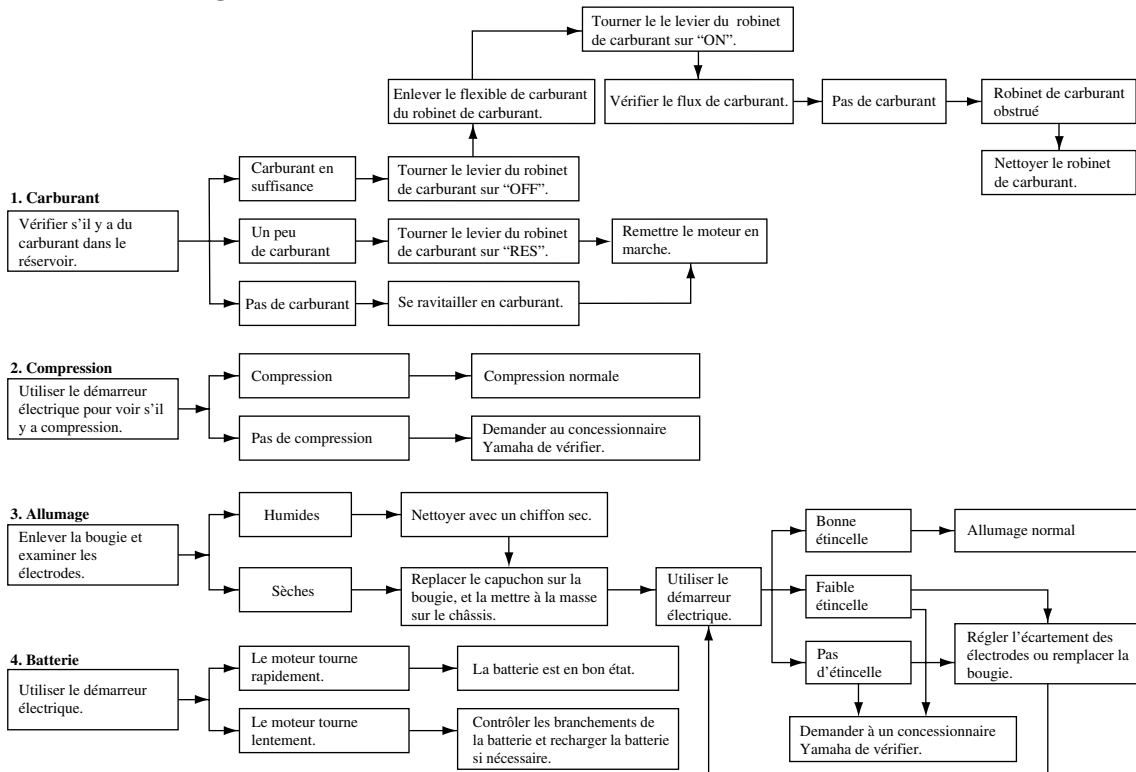 Tourner le le levier du robinet
de carburant sur “ON”.
Enlever le flexible de carburant
du robinet de carburant.
Vérifier le flux de carburant.
Pas de carburant
Robinet de carburant
obstrué
Nettoyer le robinet
de carburant.
1. Carburant
Vérifier s’il y a du
carburant dans le
réservoir.
Carburant en
suffisance
Tourner le levier du robinet
de carburant sur “OFF”.
Un peu
de carburant
Tourner le levier du robinet
de carburant sur “RES”.
Remettre le moteur en
marche.
Pas de carburant
Se ravitailler en carburant.
2. Compression
Utiliser le démarreur
électrique pour voir s’il
y a compression.
Compression
Compression normale
Pas de compression
Demander au concessionnaire
Yamaha de vérifier.
3. Allumage
Enlever la bougie et
examiner les
électrodes.
Humides
Nettoyer avec un chiffon sec.
Sèches
Replacer le capuchon sur la
bougie, et la mettre à la masse
sur le châssis.
Utiliser le
démarreur
électrique.
Bonne
étincelle
Allumage normal
Faible
étincelle
Pas
d’étincelle
Régler l’écartement des
électrodes ou remplacer la
bougie.
Demander à un concessionnaire
Yamaha de vérifier.
4. Batterie
Utiliser le démarreur
électrique.
Le moteur tourne
rapidement.
La batterie est en bon état.
Le moteur tourne
lentement.
Contrôler les branchements de
la batterie et recharger la batterie
si nécessaire.